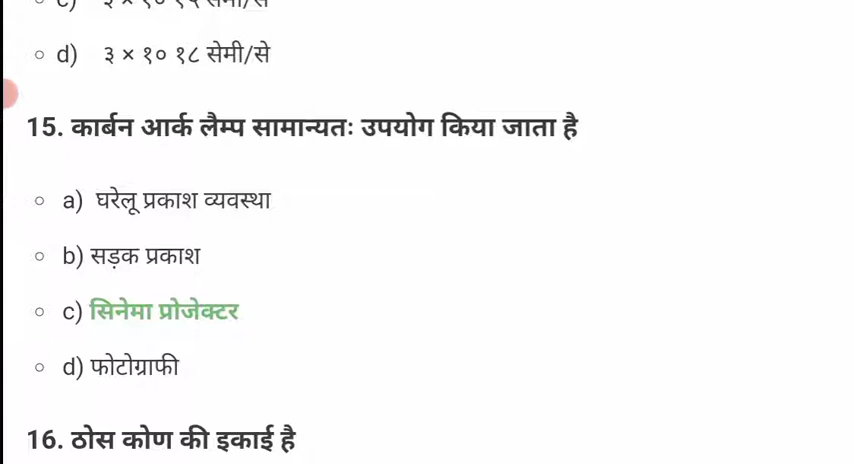 d) ३ × १० १८ सेमी/से
15. कार्बन आर्क लैम्प सामान्यतः उपयोग किया जाता है
a) घरेलू प्रकाश व्यवस्था
b) सड़क प्रकाश
c) सिनेमा प्रोजेक्टर
d) फोटोग्राफी
16. ठोस कोण की इकाई है